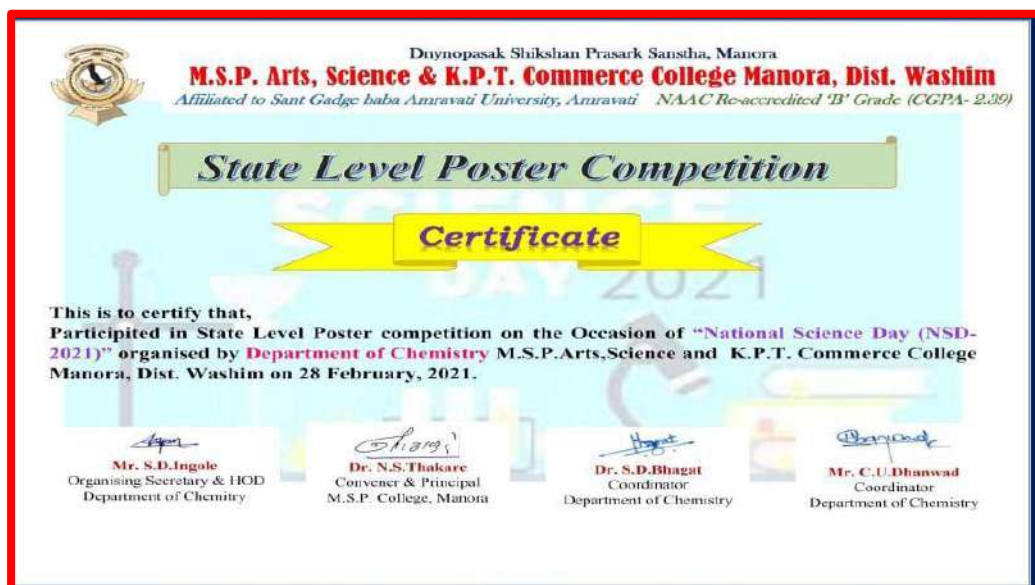 Dnynopasak Shikshan Prasark Sanstha, Manora
M.S.P. Arts, Science & K.P.T. Commerce College Manora, Dist. Washim
Affiliated to Sant Gadge baba Amravati University, Amravati NAAC Re-accredited 'B' Grade (CGPA- 2.39)
State Level Poster Competition
SCIENCE
Certificate
DAY 2021
This is to certify that,
Participited in State Level Poster competition on the Occasion of "National Science Day (NSD-
2021)" organised by Department of Chemistry M.S.P.Arts,Science and K.P.T. Commerce College
Manora, Dist. Washim on 28 February, 2021.
Mr. S.D.Ingole
Organising Secretary & HOD
Department of Chemitry
Dr. N.S.Thakare
Convener & Principal
M.S.P. College, Manora
Dr. S.D.Bhagat
Coordinator
Department of Chemistry
Mr. C.U.Dhanwad
Coordinator
Department of Chemistry